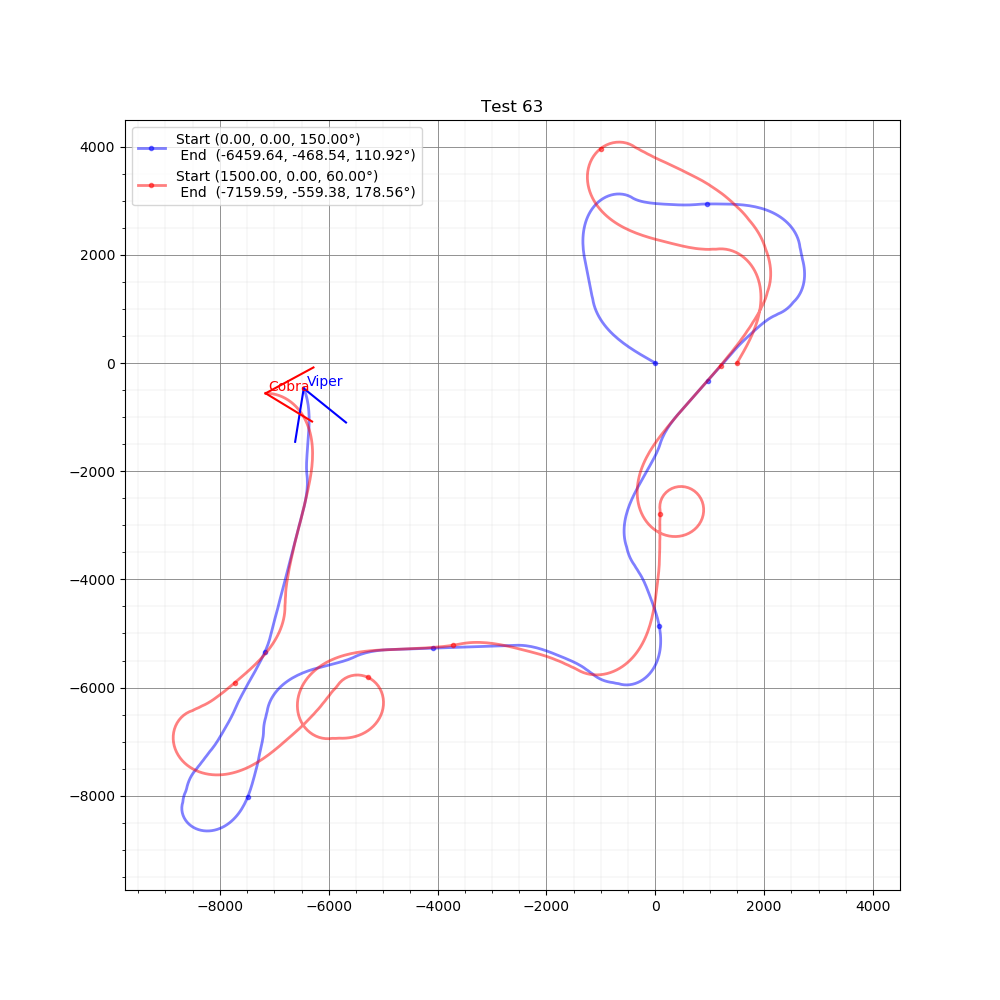 Test 63
Start (0.00, 0.00, 150.00°)
End  (-6459.64, -468.54, 110.92°)
Start (1500.00, 0.00, 60.00°)
End  (-7159.59, -559.38, 178.56°)
4000
2000
0
Viper
Cobra
−2000
−4000
−6000
−8000
−8000 −6000 −4000 −2000 0 2000 4000